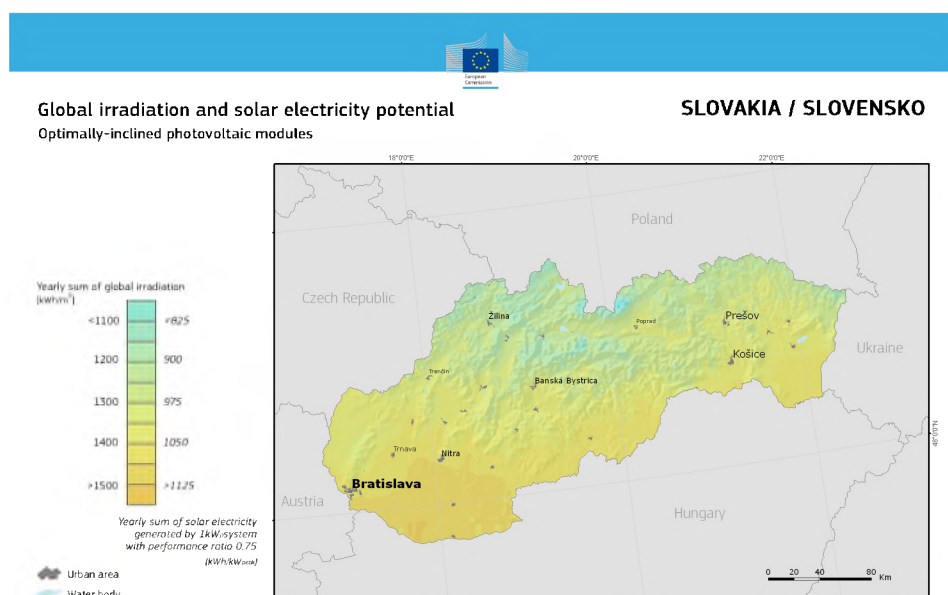 European
Commission
Global irradiation and solar electricity potential
SLOVAKIA / SLOVENSKO
Optimally-inclined photovoltaic modules
18°0'0"E 20°0'0"E 22°0'0"E
Poland
Czech Republic
Yearly sum of global irradiation
[kWh/m²]
<1100 <825
1200 900
1300 975
1400 1050
>1500 >1125
Žilina
Poprad
Prešov
Košice
Ukraine
Trenčín
Banská Bystrica
Trnava
Nitra
Bratislava
Austria
Hungary
Yearly sum of solar electricity
generated by 1kWpsystem
with performance ratio 0.75
[kWh/kWpeak]
Urban area
Water body
0 20 40 80 Km